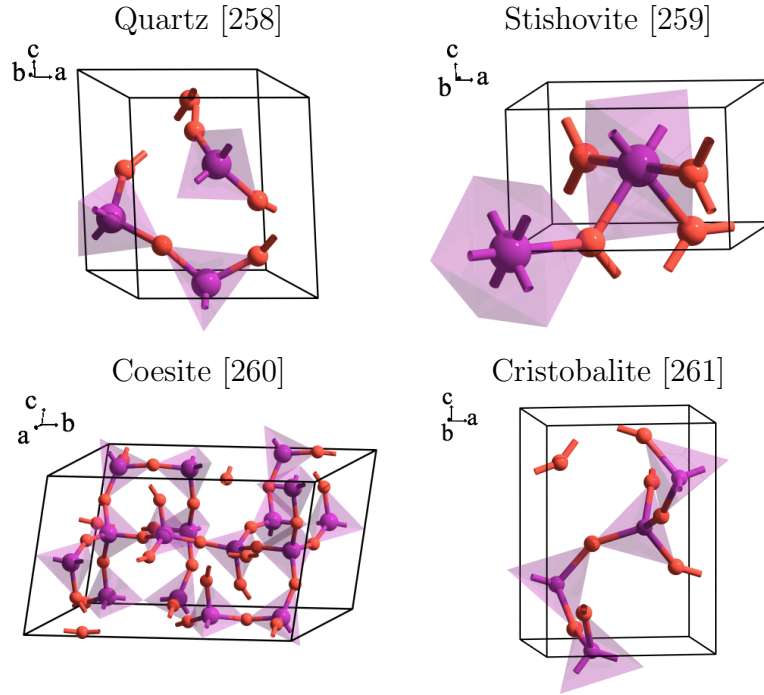 Quartz [258]
Stishovite [259]
c
b a
c
b a
Coesite [260]
Cristobalite [261]
c
a b
c
b a